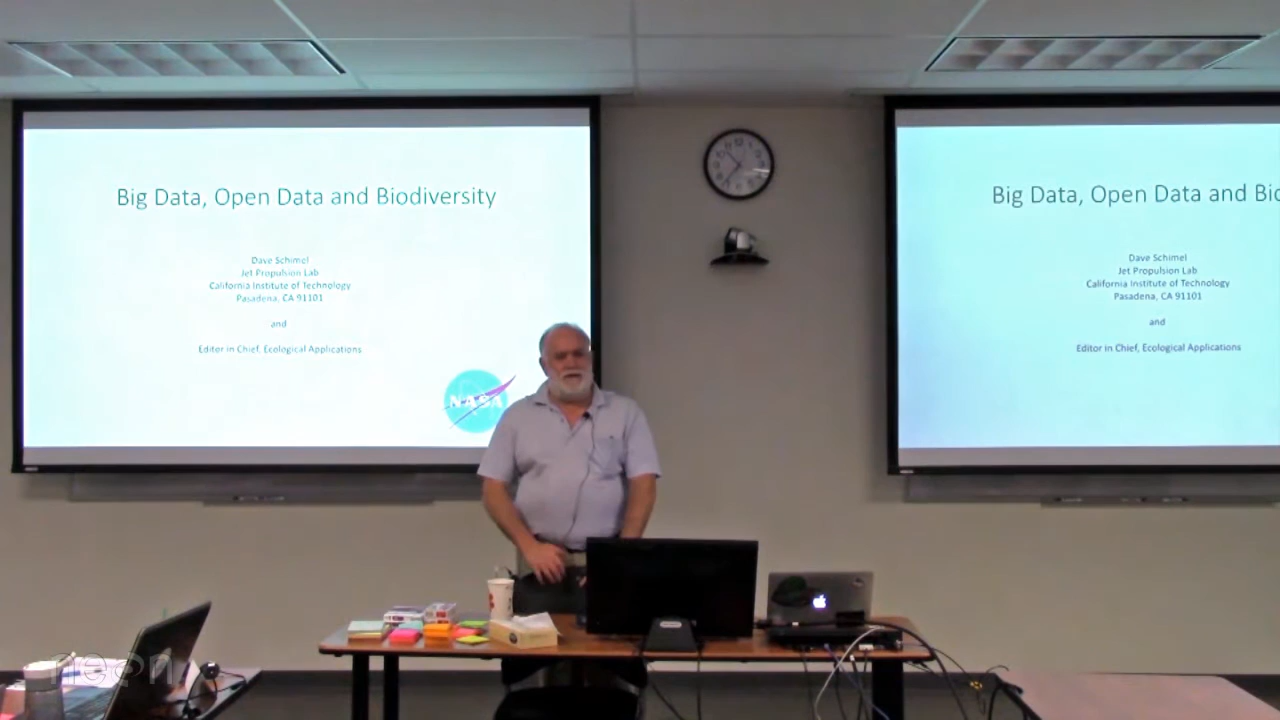 Big Data, Open Data and Biodiversity
Dave Schimel
Jet Propulsion Lab
California Institute of Technology
Pasadena, CA 91101
and
Editor in Chief, Ecological Applications
NASA
Big Data, Open Data and Bio
Dave Schimel
Jet Propulsion Lab
California Institute of Technology
Pasadena, CA 91101
and
Editor in Chief, Ecological Applications
neon